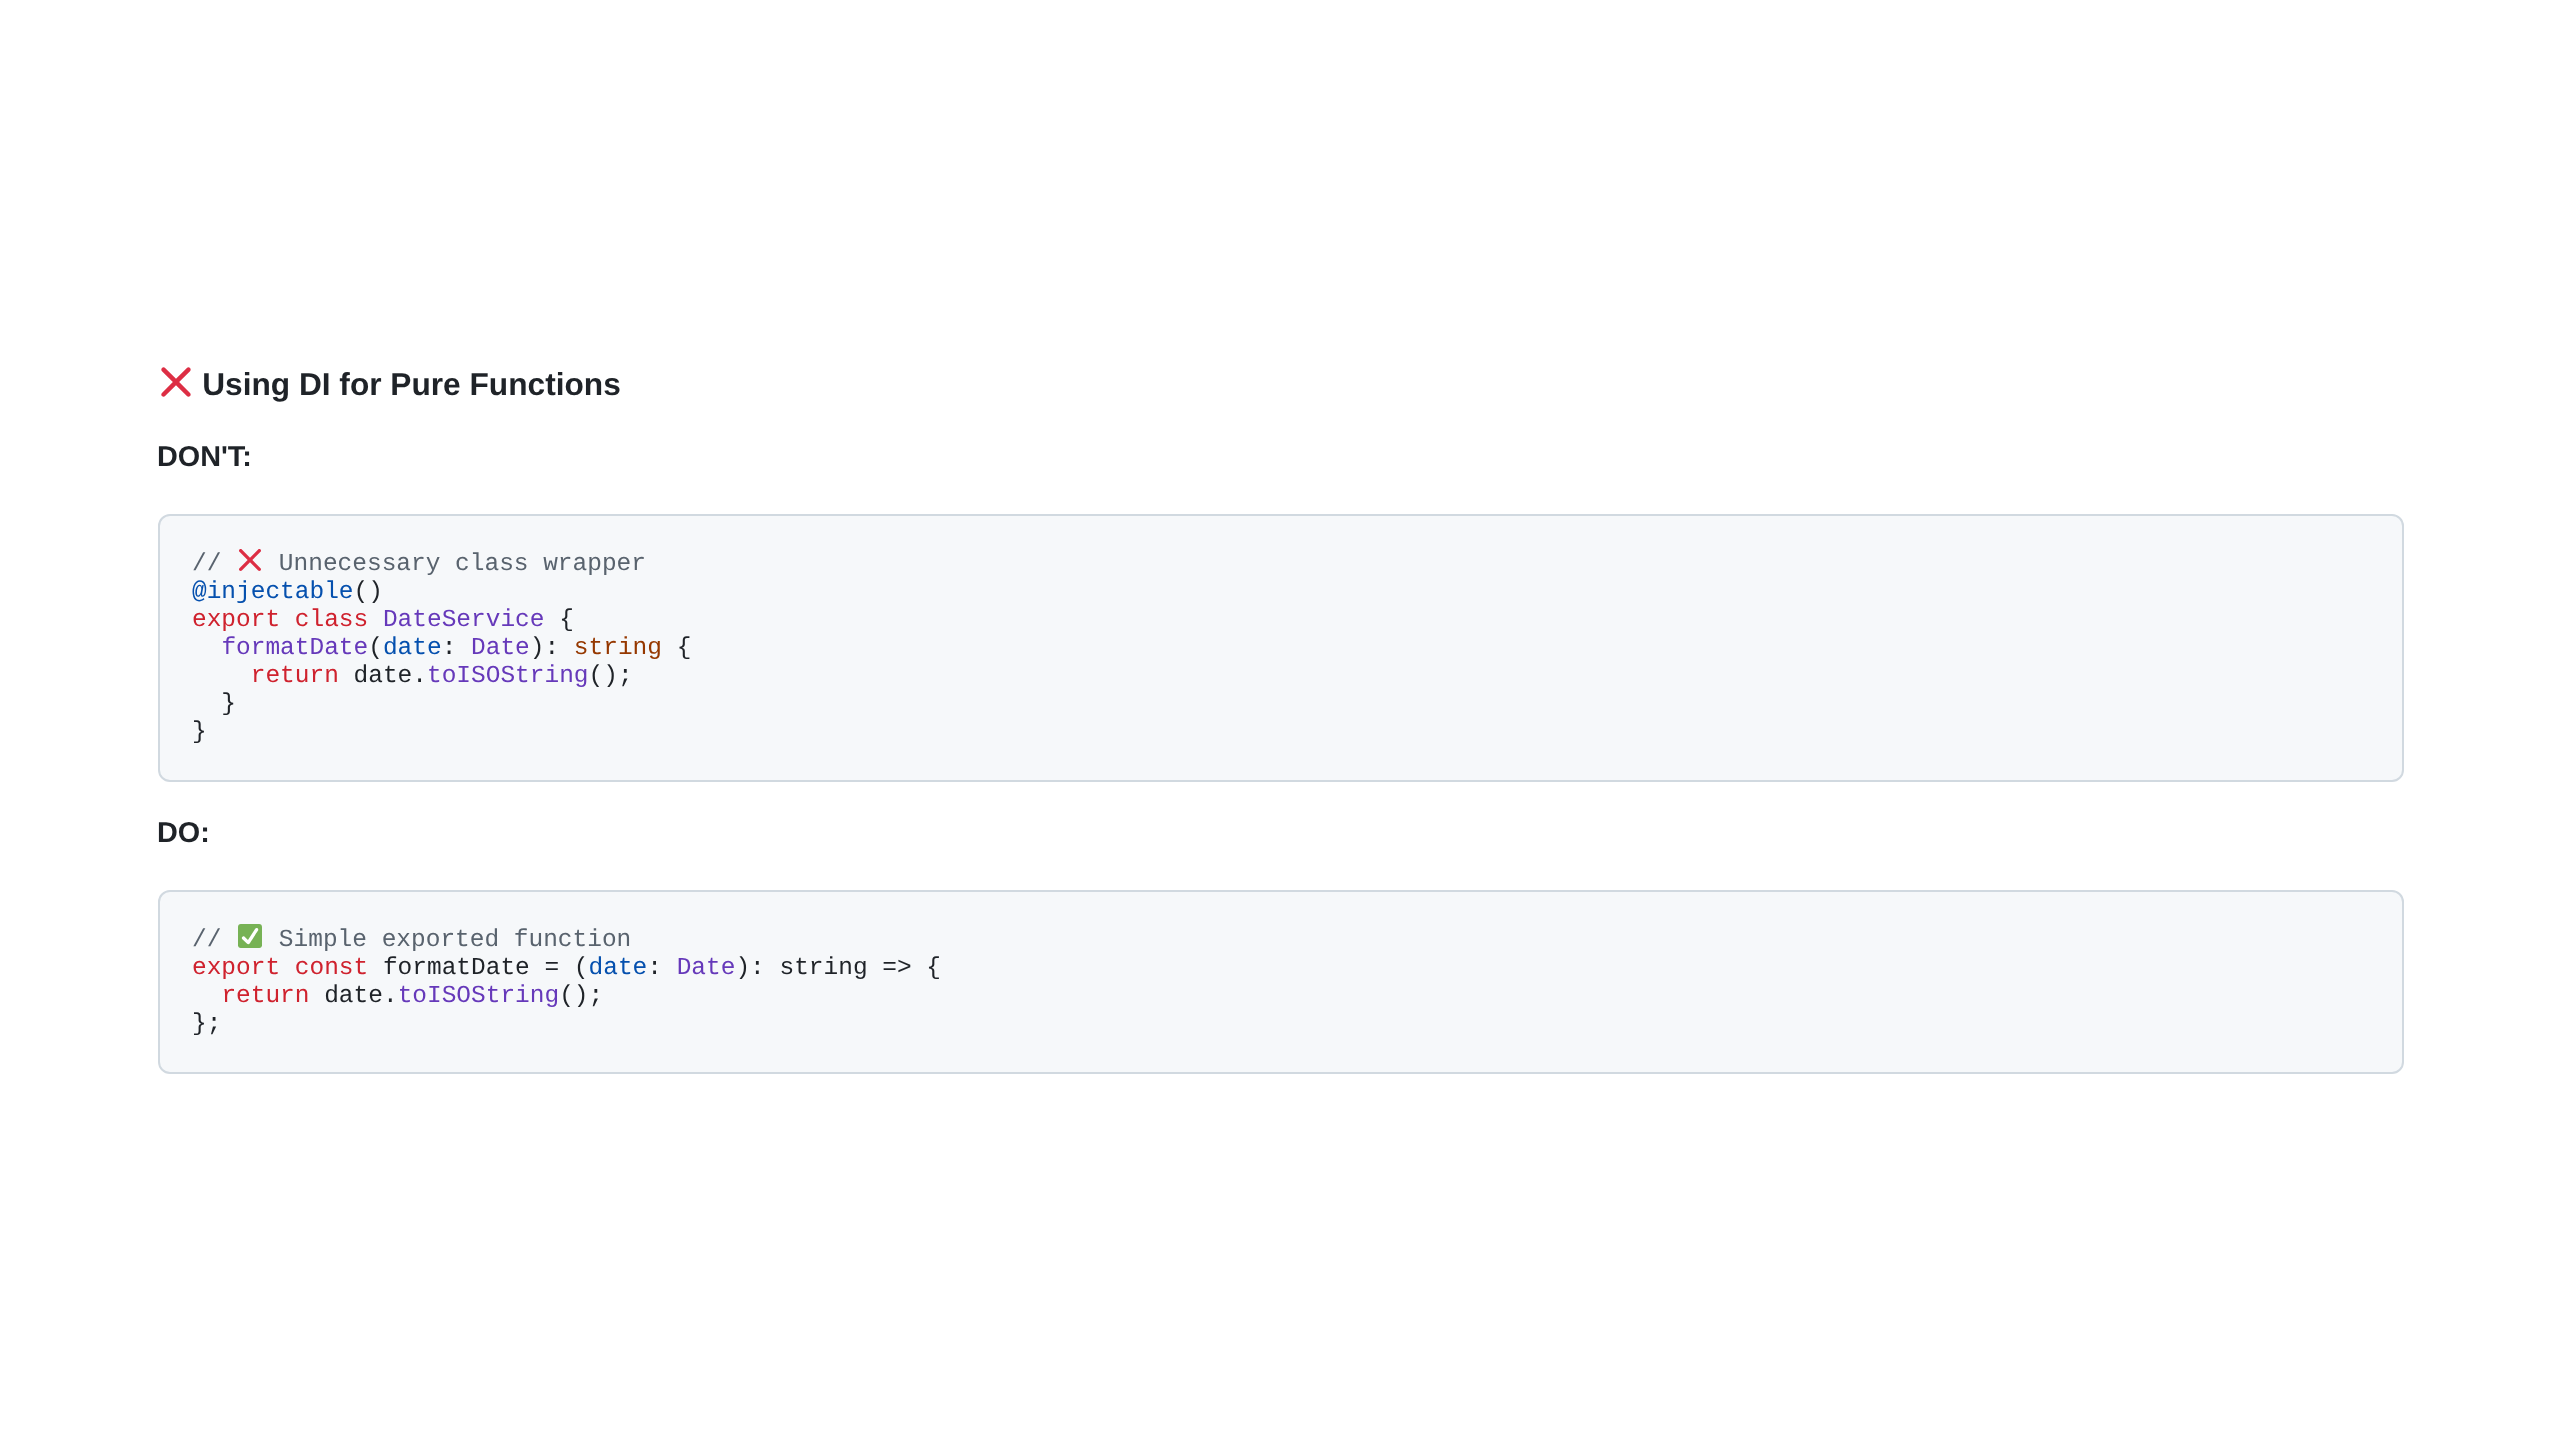 ❌ Using DI for Pure Functions
DON'T:
// ❌ Unnecessary class wrapper
@injectable()
export class DateService {
  formatDate(date: Date): string {
    return date.toISOString();
  }
}
DO:
// ✅ Simple exported function
export const formatDate = (date: Date): string => {
  return date.toISOString();
};